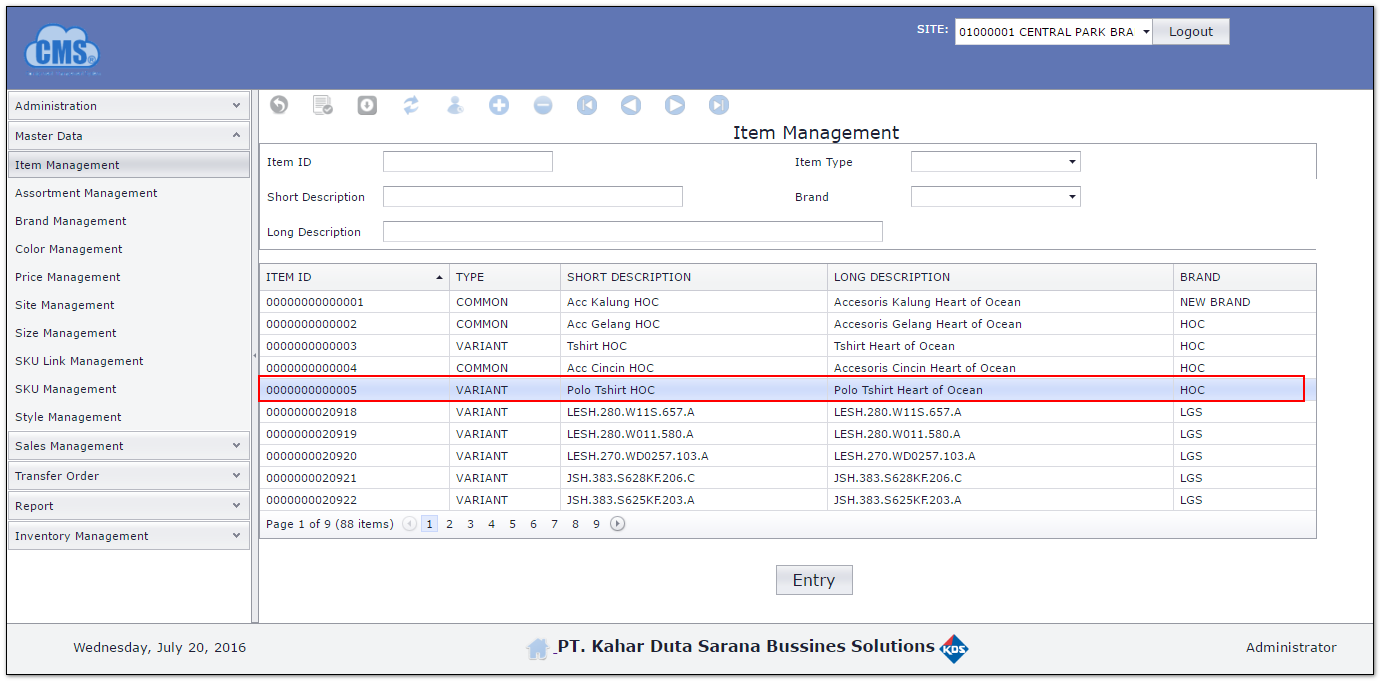 CMS®
SITE: 01000001 CENTRAL PARK BRA Logout
Administration
Master Data
Item Management
Assortment Management
Brand Management
Color Management
Price Management
Site Management
Size Management
SKU Link Management
SKU Management
Style Management
Sales Management
Transfer Order
Report
Inventory Management
Item Management
Item ID Item Type
Short Description Brand
Long Description
ITEM ID TYPE SHORT DESCRIPTION LONG DESCRIPTION BRAND
00000000000001 COMMON Acc Kalung HOC Accesoris Kalung Heart of Ocean NEW BRAND
0000000000002 COMMON Acc Gelang HOC Accesoris Gelang Heart of Ocean HOC
0000000000003 VARIANT Tshirt HOC Tshirt Heart of Ocean HOC
0000000000004 COMMON Acc Cincin HOC Accesoris Cincin Heart of Ocean HOC
0000000000005 VARIANT Polo Tshirt HOC Polo Tshirt Heart of Ocean HOC
0000000020918 VARIANT LESH.280.W11S.657.A LESH.280.W11S.657.A LGS
0000000020919 VARIANT LESH.280.W011.580.A LESH.280.W011.580.A LGS
0000000020920 VARIANT LESH.270.WD0257.103.A LESH.270.WD0257.103.A LGS
0000000020921 VARIANT JSH.383.S628KF.206.C JSH.383.S628KF.206.C LGS
0000000020922 VARIANT JSH.383.S625KF.203.A JSH.383.S625KF.203.A LGS
Page 1 of 9 (88 items) 1 2 3 4 5 6 7 8 9
Entry
Wednesday, July 20, 2016 PT. Kahar Duta Sarana Bussines Solutions KDS Administrator